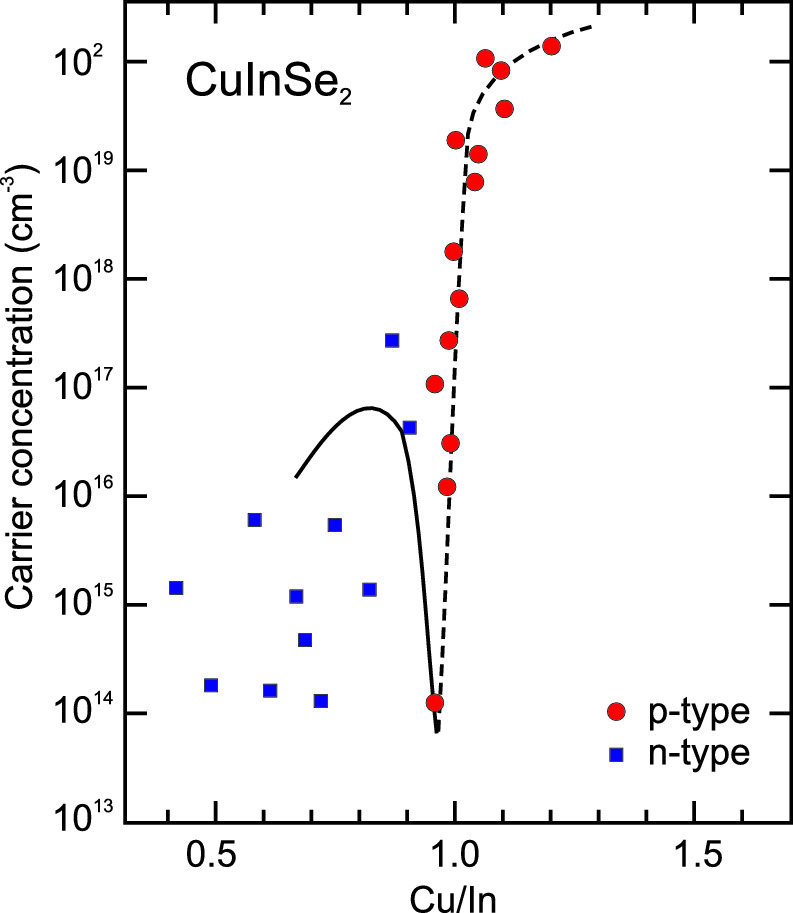 CuInSe₂
10²
10¹⁹
10¹⁸
10¹⁷
10¹⁶
10¹⁵
10¹⁴
10¹³
Carrier concentration (cm⁻³)
p-type
n-type
0.5 1.0 1.5
Cu/In